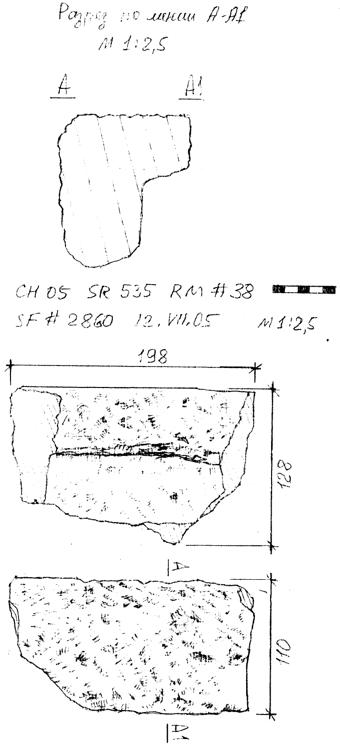 Разрез по линии А-А1
М 1:2,5
А А1
CH 05 SR 535 RM # 38
SF # 2860 12.VII.05 М 1:2,5
198
128
А
110
А1